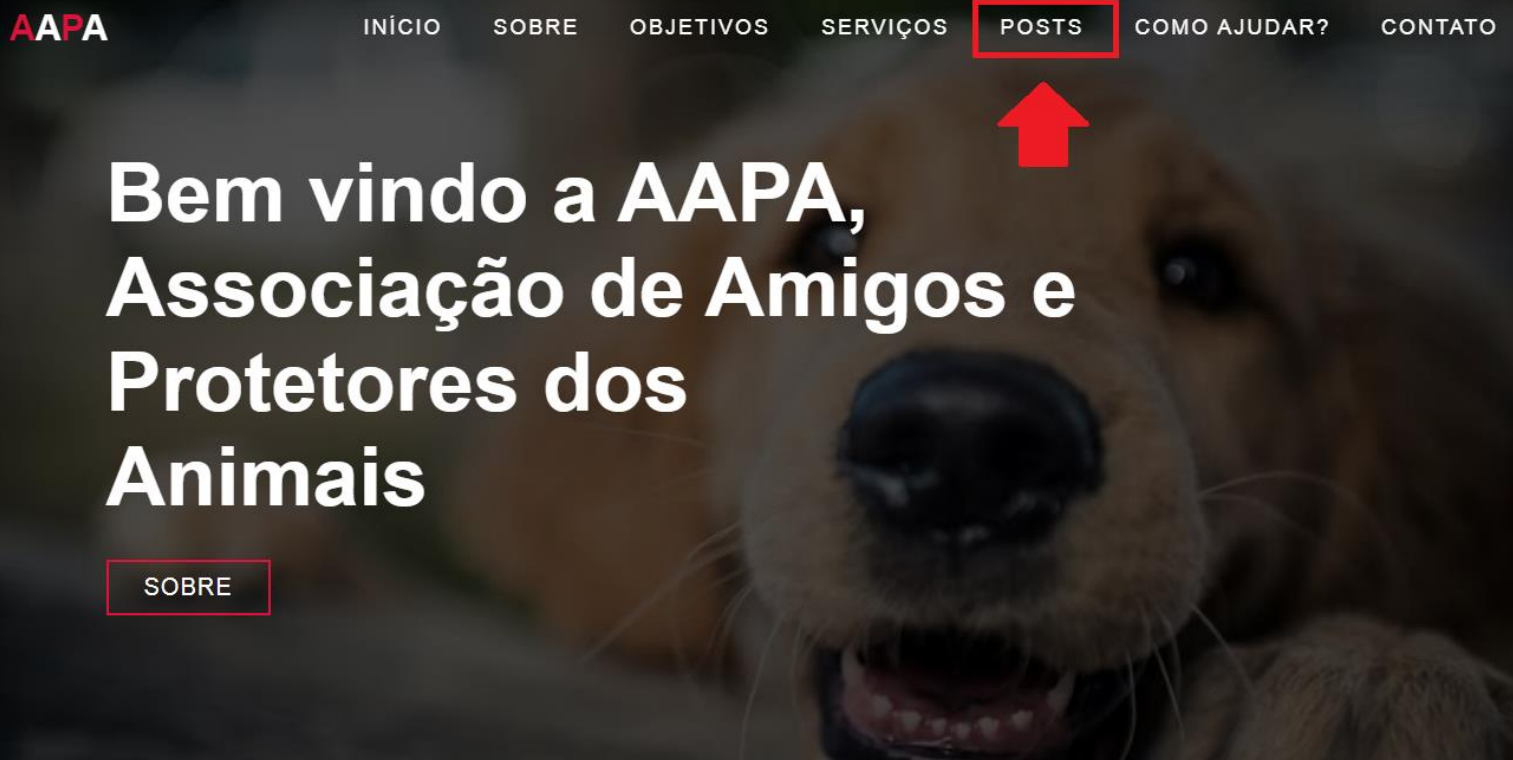 AAPA
INÍCIO
SOBRE
OBJETIVOS
SERVIÇOS
POSTS
COMO AJUDAR?
CONTATO
Bem vindo a AAPA,
Associação de Amigos e
Protetores dos
Animais
SOBRE